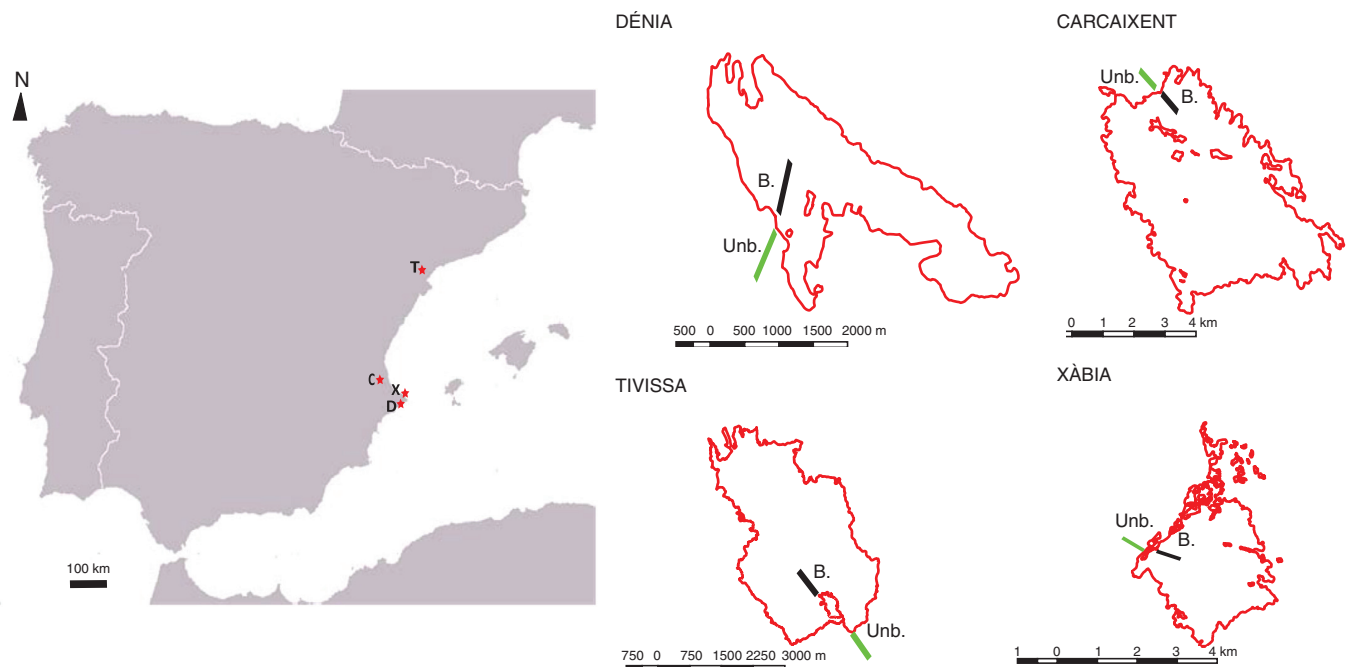 N
T
C
X
D
100 km
DÉNIA
B.
Unb.
500 0 500 1000 1500 2000 m
CARCAIXENT
Unb.
B.
0 1 2 3 4 km
TIVISSA
B.
Unb.
750 0 750 1500 2250 3000 m
XÀBIA
Unb.
B.
1 0 1 2 3 4 km